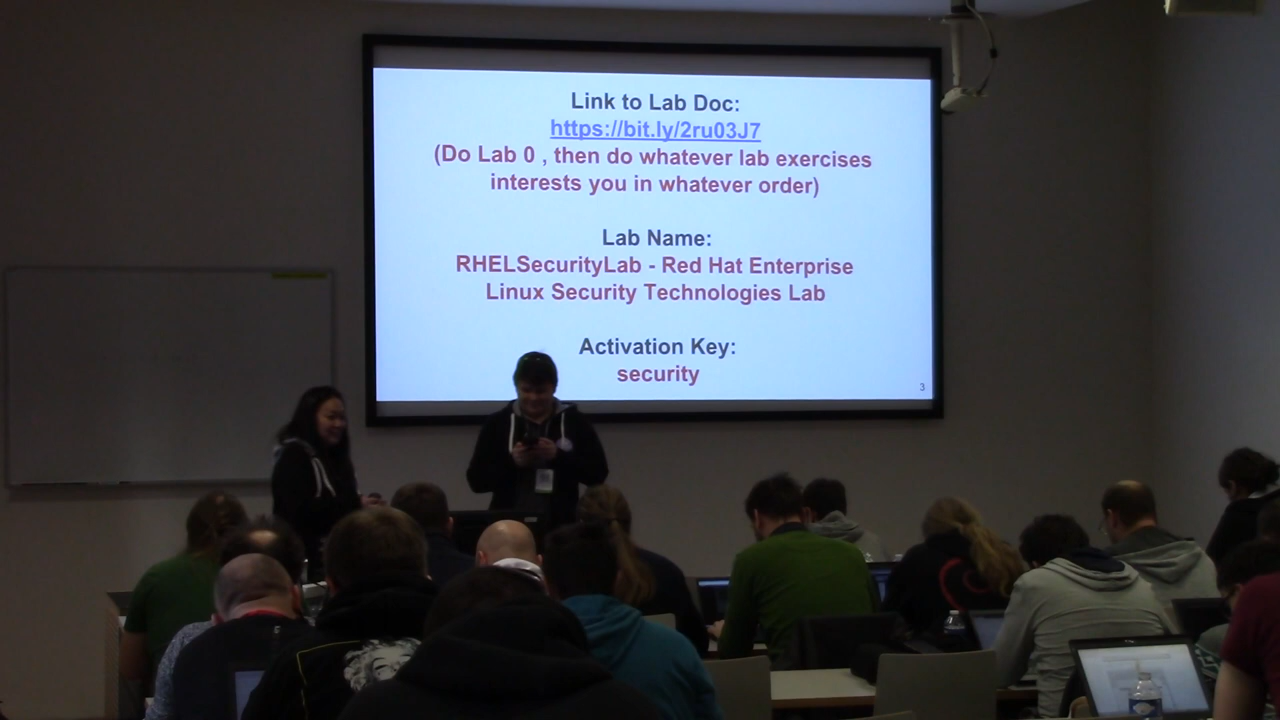 Link to Lab Doc:
https://bit.ly/2ru03J7
(Do Lab 0 , then do whatever lab exercises
interests you in whatever order)
Lab Name:
RHELSecurityLab - Red Hat Enterprise
Linux Security Technologies Lab
Activation Key:
security
3